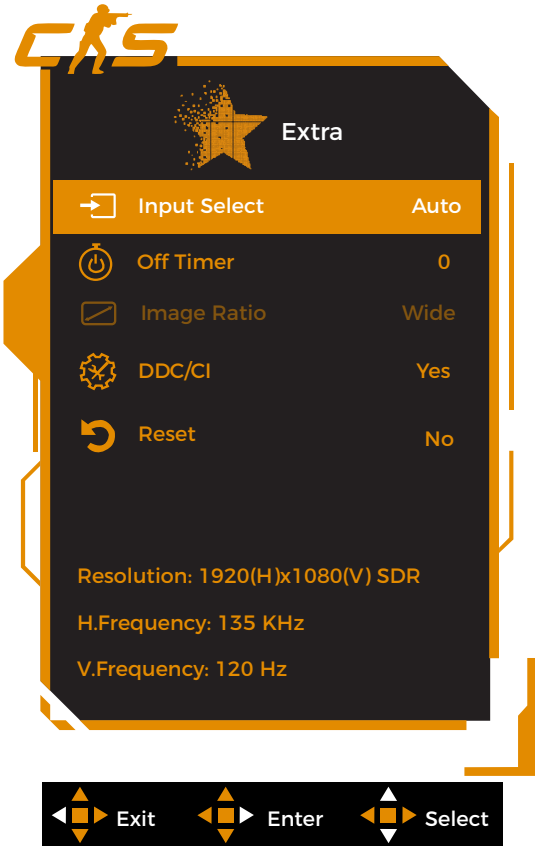 CS
Extra
Input Select Auto
Off Timer 0
Image Ratio Wide
DDC/CI Yes
Reset No
Resolution: 1920(H)x1080(V) SDR
H.Frequency: 135 KHz
V.Frequency: 120 Hz
Exit Enter Select